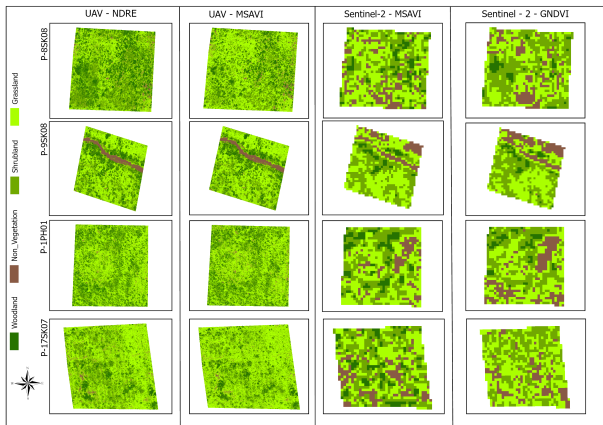 UAV - NDRE
UAV - MSAVI
Sentinel-2 - MSAVI
Sentinel - 2 - GNDVI
P-8SK08
P-9SK08
P-1PH01
P-17SK07
Grassland
Shrubland
Non_Vegetation
Woodland